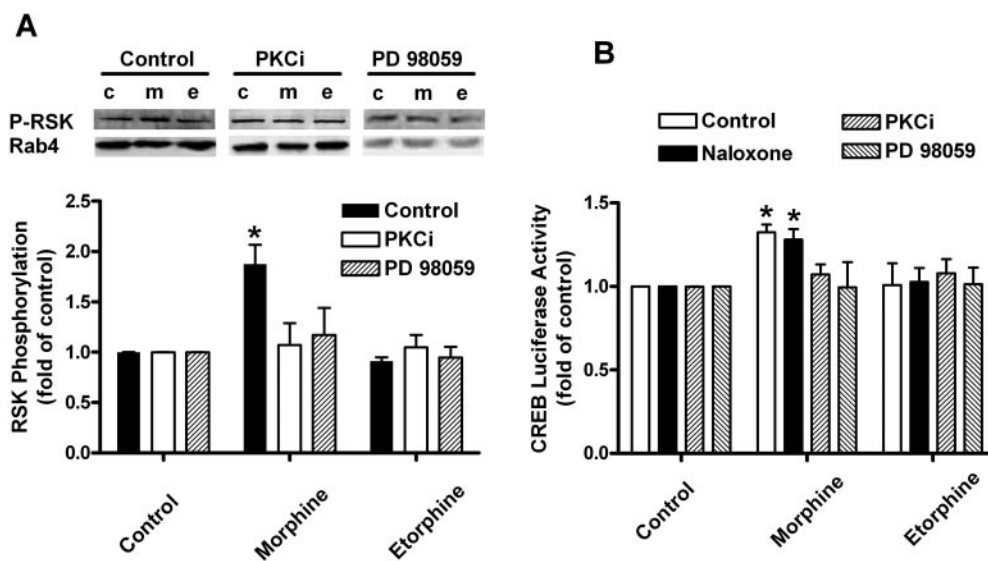 A
Control PKCi PD 98059
c m e c m e c m e
P-RSK
Rab4
RSK Phosphorylation
(fold of control)
2.5
2.0
1.5
1.0
0.5
0.0
Control
PKCi
PD 98059
*
Control Morphine Etorphine
B
Control PKCi
Naloxone PD 98059
CREB Luciferase Activity
(fold of control)
1.5
1.0
0.5
0.0
* *
Control Morphine Etorphine